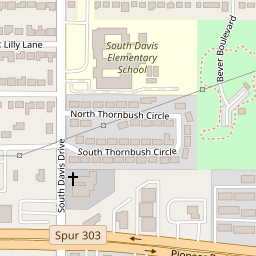 Lilly Lane
South Davis
Elementary
School
Bever Boulevard
North Thornbush Circle
South Thornbush Circle
South Davis Drive
Spur 303
Pioneer